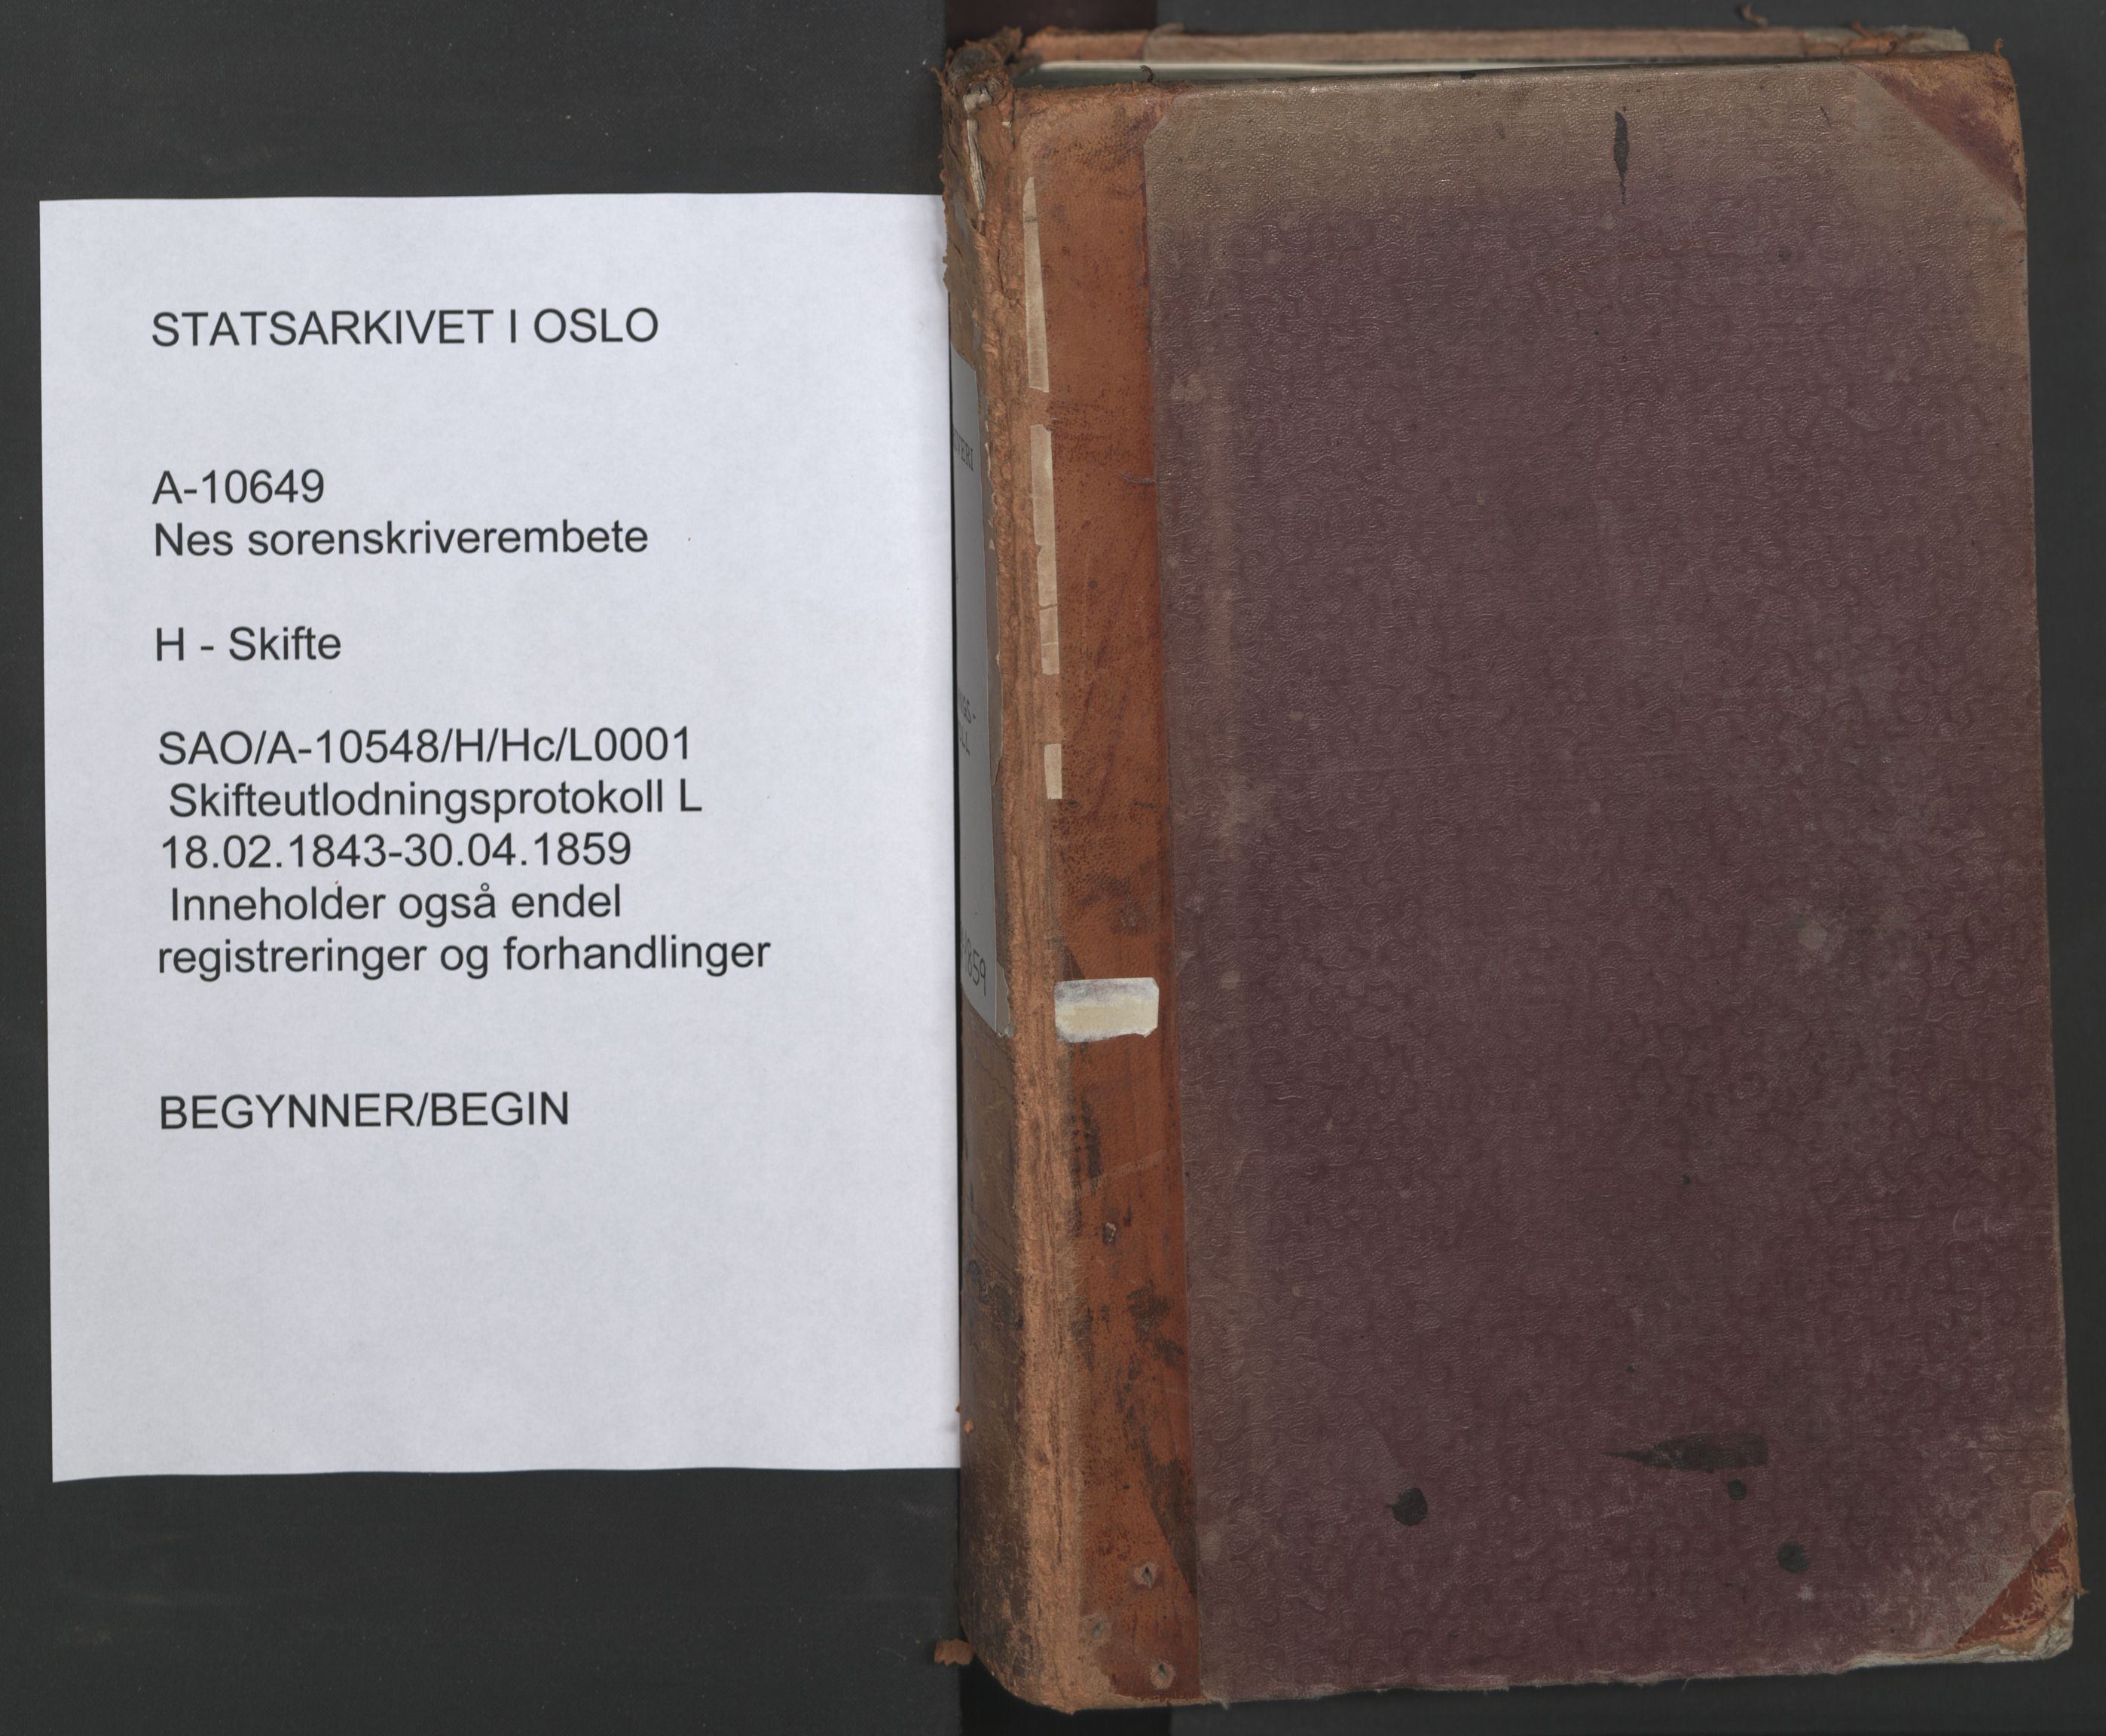 STATSARKIVET I OSLO
A-10649
Nes sorenskriverembete
H - Skifte
SAO/A-10548/H/Hc/L0001
Skifteutlodningsprotokoll L
18.02.1843-30.04.1859
Inneholder også endel
registreringer og forhandlinger
BEGYNNER/BEGIN